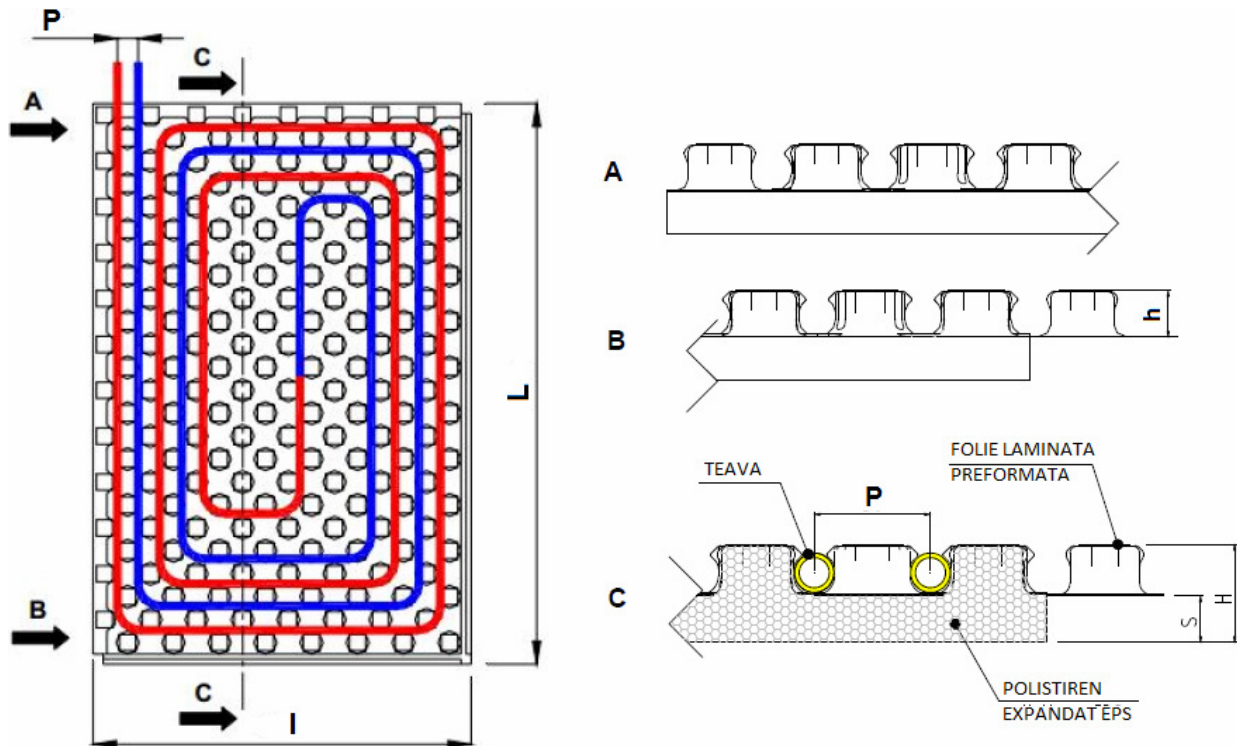 P
C
A
L
B
C
l
A
B
h
TEAVA
FOLIE LAMINATA
PREFORMATA
P
C
S
H
POLISTIREN
EXPANDAT EPS